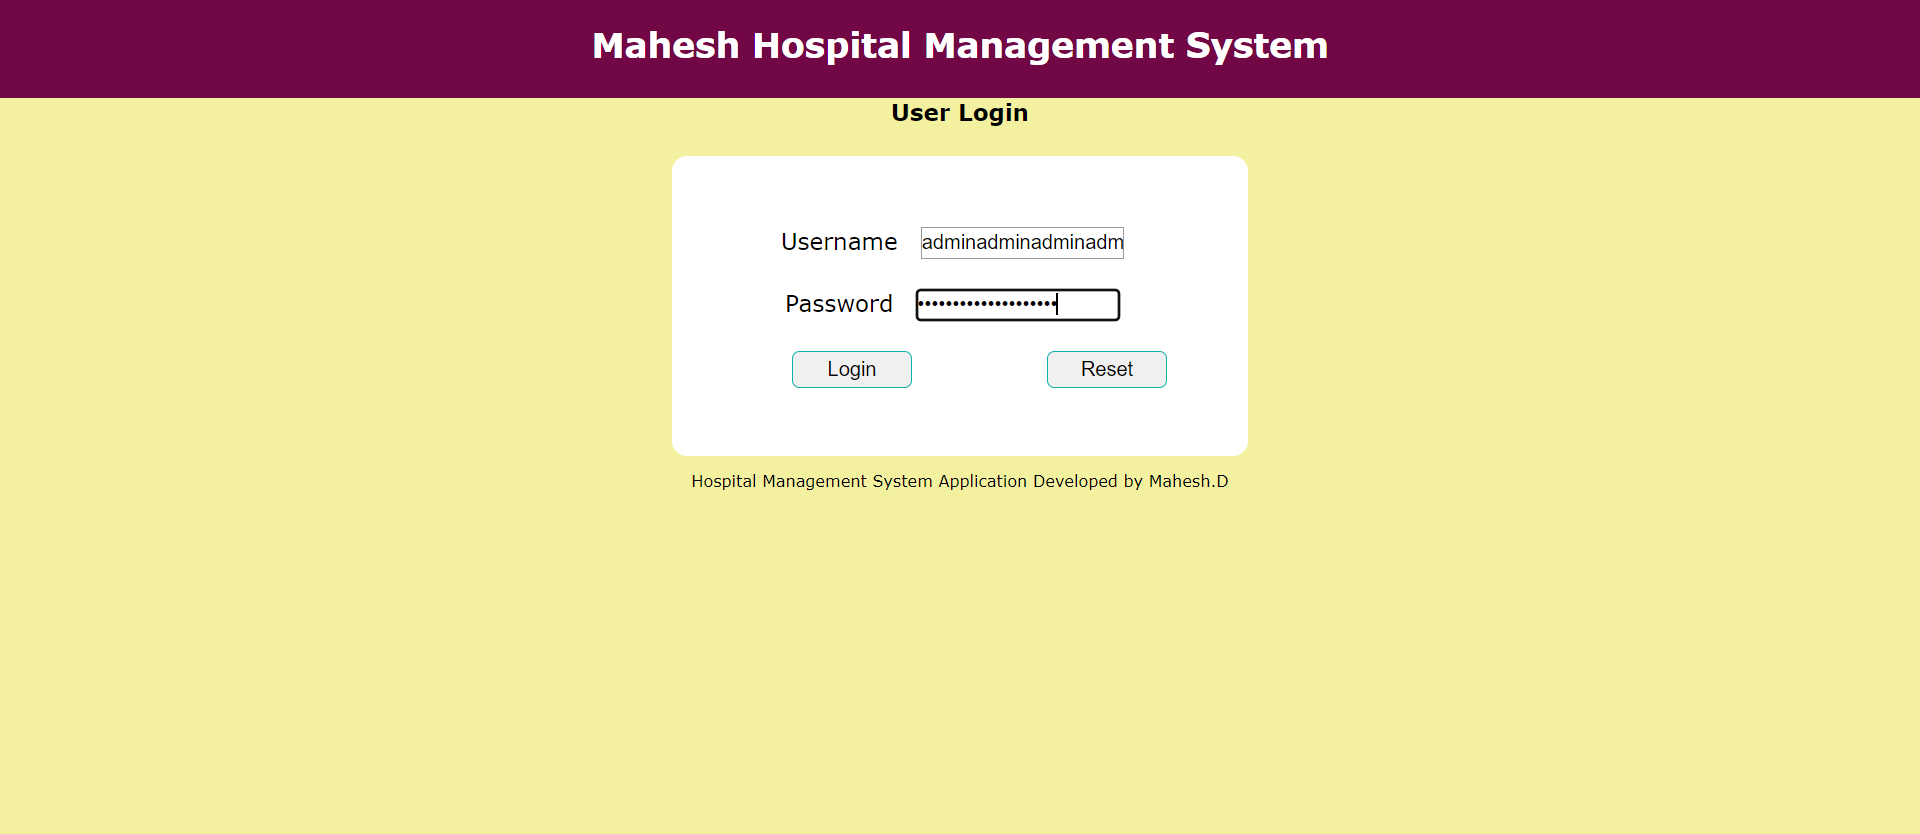 Mahesh Hospital Management System
User Login
Username adminadminadminadm
Password ••••••••••••••••••••
Login Reset
Hospital Management System Application Developed by Mahesh.D